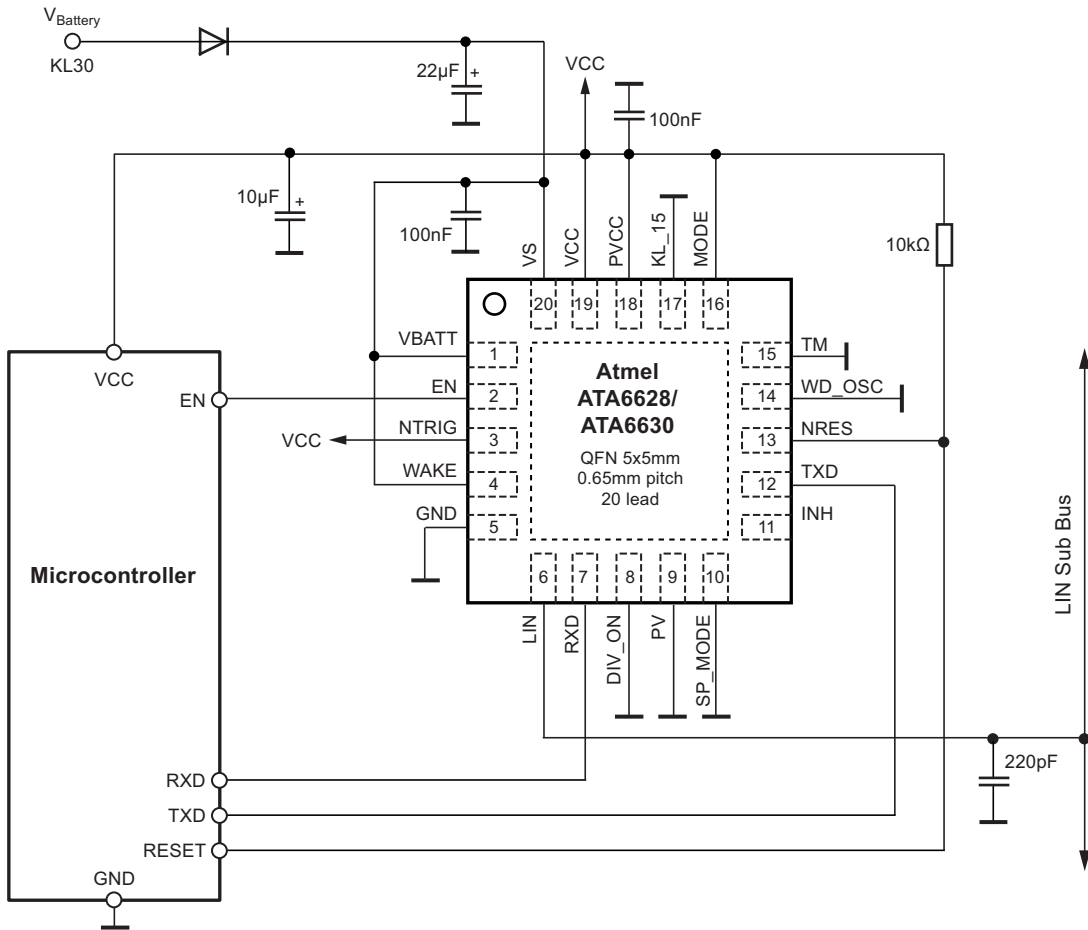 VBattery
KL30
22µF +
VCC
100nF
10µF +
100nF
VS
VCC
PVCC
KL_15
MODE
10kΩ
20
19
18
17
16
VCC
EN
VBATT
1
EN
2
VCC
NTRIG
3
WAKE
4
GND
5
Atmel
ATA6628/
ATA6630
QFN 5x5mm
0.65mm pitch
20 lead
15
TM
14
WD_OSC
13
NRES
12
TXD
11
INH
Microcontroller
6
7
8
9
10
LIN
RXD
DIV_ON
PV
SP_MODE
LIN Sub Bus
220pF
RXD
TXD
RESET
GND